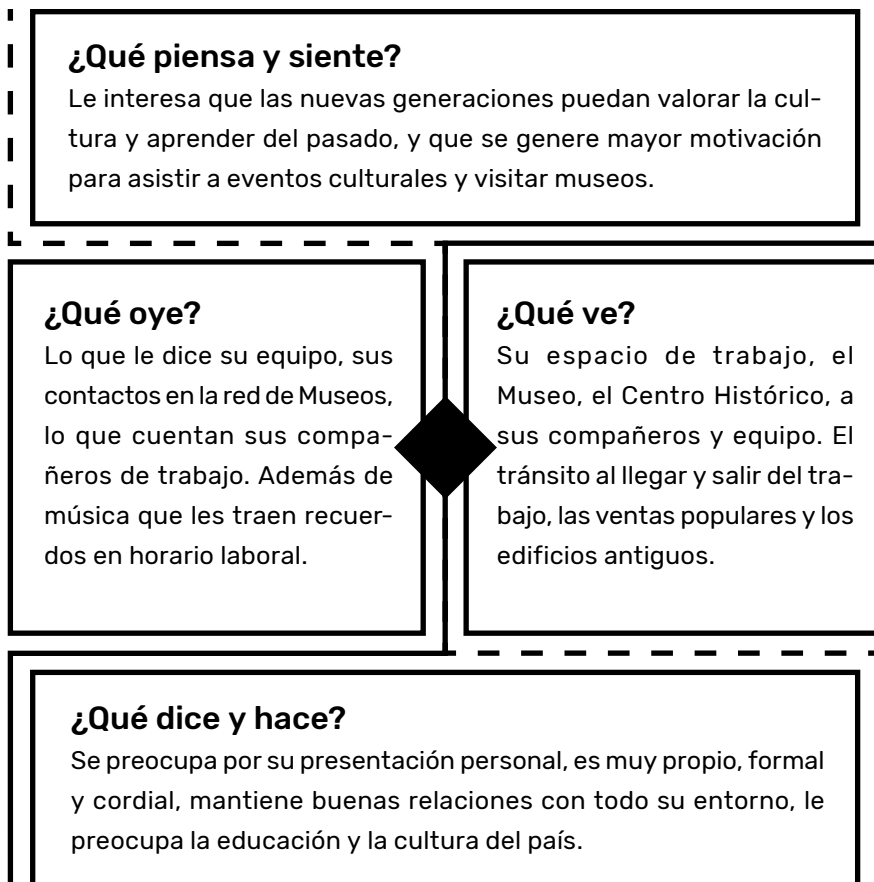 ¿Qué piensa y siente?
Le interesa que las nuevas generaciones puedan valorar la cul-
tura y aprender del pasado, y que se genere mayor motivación
para asistir a eventos culturales y visitar museos.
¿Qué oye?
Lo que le dice su equipo, sus
contactos en la red de Museos,
lo que cuentan sus compa-
ñeros de trabajo. Además de
música que les traen recuer-
dos en horario laboral.
¿Qué ve?
Su espacio de trabajo, el
Museo, el Centro Histórico, a
sus compañeros y equipo. El
tránsito al llegar y salir del tra-
bajo, las ventas populares y los
edificios antiguos.
¿Qué dice y hace?
Se preocupa por su presentación personal, es muy propio, formal
y cordial, mantiene buenas relaciones con todo su entorno, le
preocupa la educación y la cultura del país.